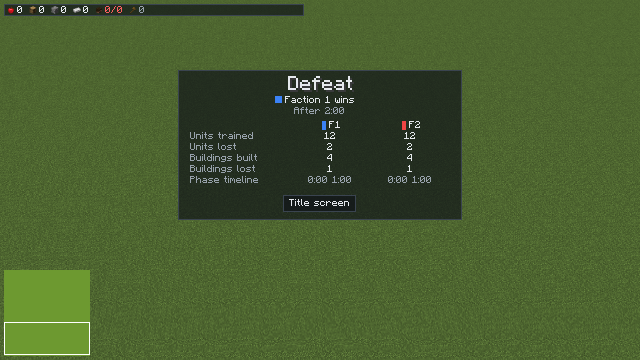 0 0 0 0 0/0 0
Defeat
Faction 1 wins
After 2:00
F1 F2
Units trained 12 12
Units lost 2 2
Buildings built 4 4
Buildings lost 1 1
Phase timeline 0:00 1:00 0:00 1:00
Title screen